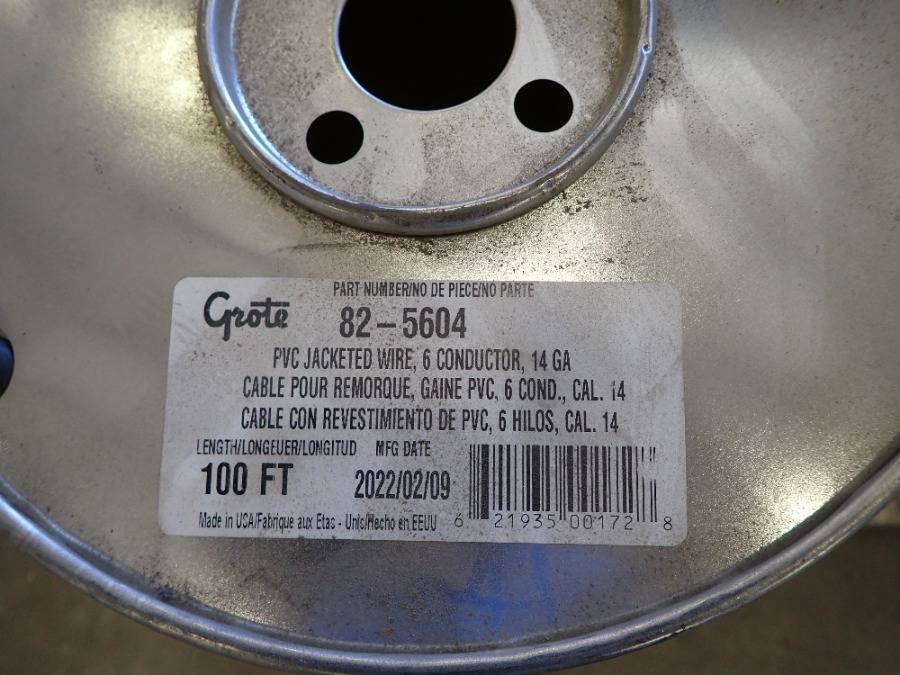 PART NUMBER/NO DE PIECE/NO PARTE
Grote 82-5604
PVC JACKETED WIRE, 6 CONDUCTOR, 14 GA
CABLE POUR REMORQUE, GAINE PVC, 6 COND., CAL. 14
CABLE CON REVESTIMIENTO DE PVC, 6 HILOS, CAL. 14
LENGTH/LONGEUER/LONGITUD MFG DATE
100 FT 2022/02/09
Made in USA/Fabrique aux Etas - Unis/Hecho en EEUU 6 21935 00172 8